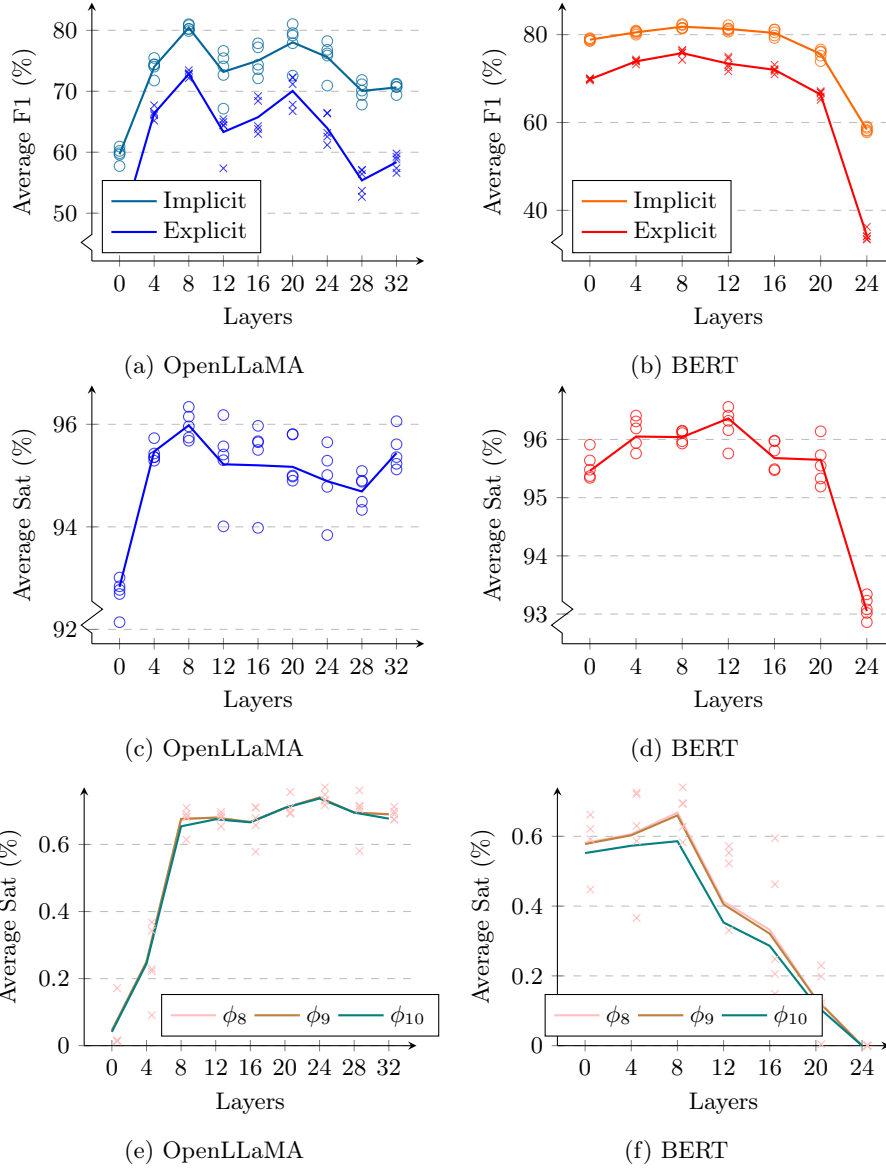 80
70
60
50
Average F1 (%)
Implicit
Explicit
0 4 8 12 16 20 24 28 32
Layers
(a) OpenLLaMA
80
60
40
Average F1 (%)
Implicit
Explicit
0 4 8 12 16 20 24
Layers
(b) BERT
96
94
92
Average Sat (%)
0 4 8 12 16 20 24 28 32
Layers
(c) OpenLLaMA
96
95
94
93
Average Sat (%)
0 4 8 12 16 20 24
Layers
(d) BERT
0.6
0.4
0.2
0
Average Sat (%)
ϕ8 ϕ9 ϕ10
0 4 8 12 16 20 24 28 32
Layers
(e) OpenLLaMA
0.6
0.4
0.2
0
Average Sat (%)
ϕ8 ϕ9 ϕ10
0 4 8 12 16 20 24
Layers
(f) BERT